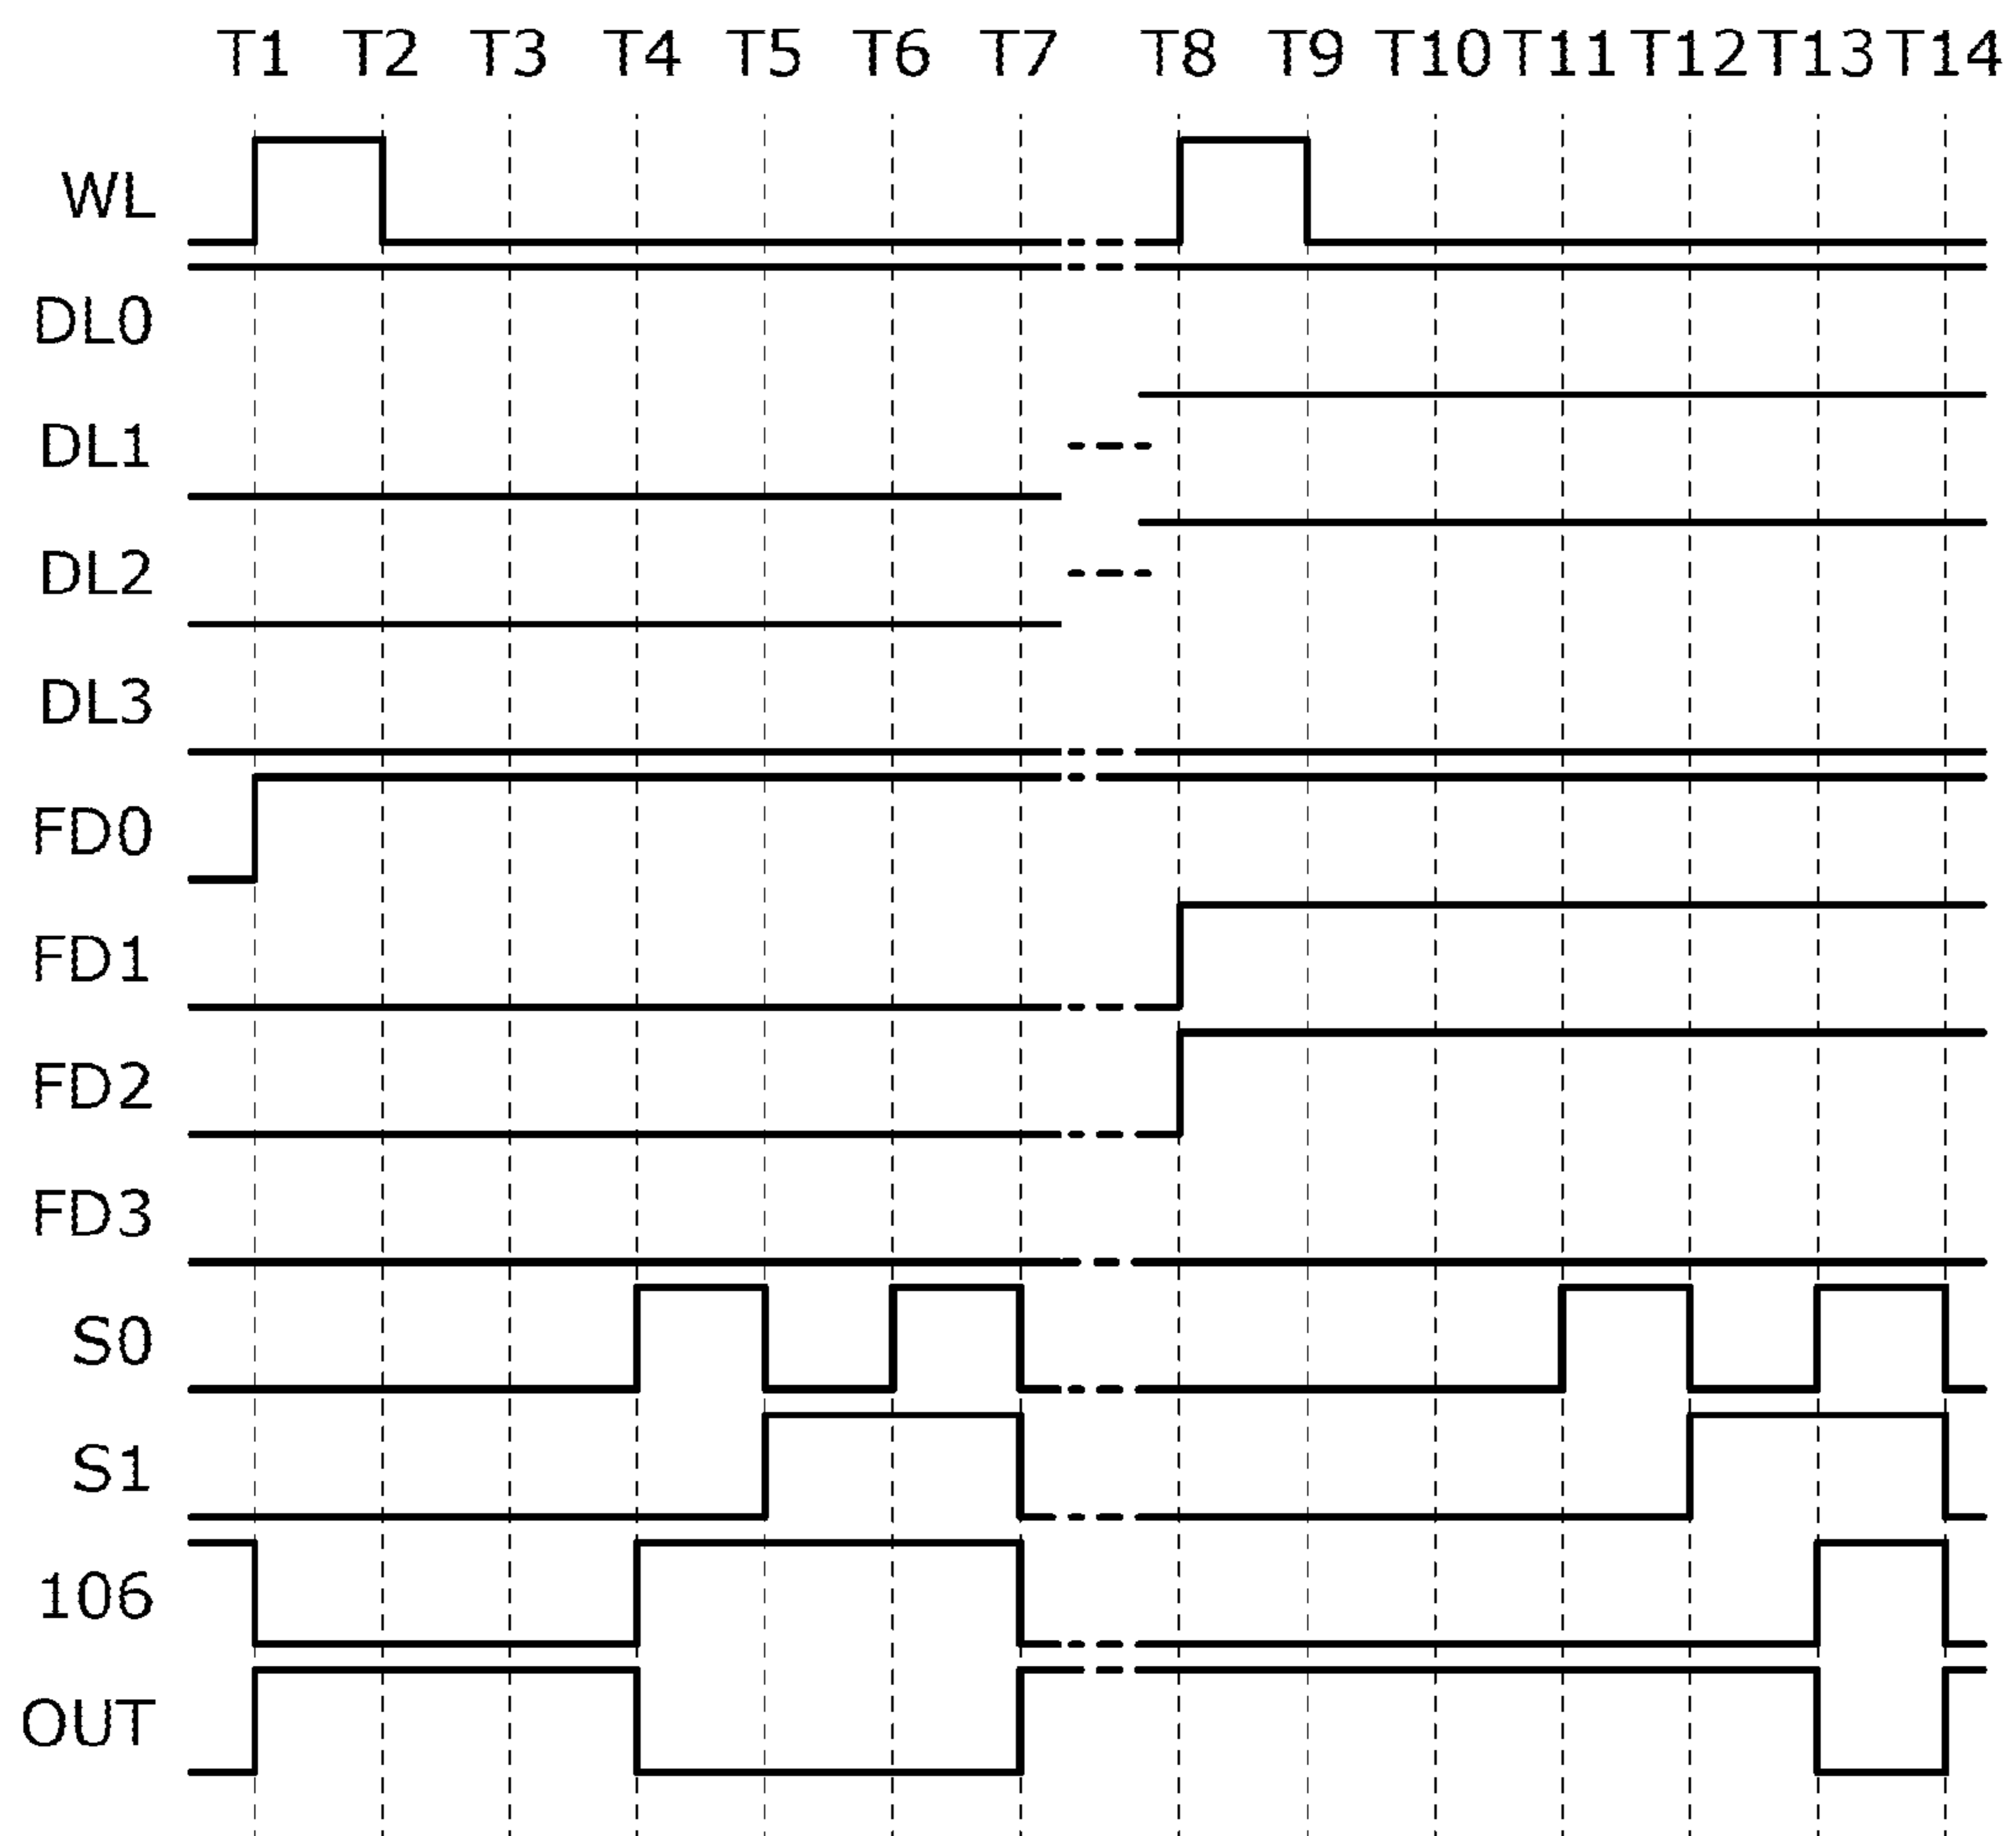 T1 T2 T3 T4 T5 T6 T7 T8 T9 T10 T11 T12 T13 T14
WL
DL0
DL1
DL2
DL3
FD0
FD1
FD2
FD3
S0
S1
106
OUT